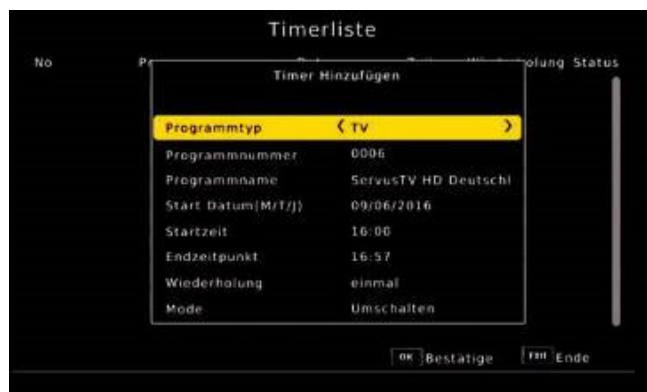 Timerliste
No
olung Status
Timer Hinzufügen
Programmtyp TV
Programmnummer 0006
Programmname ServusTV HD Deutschl
Start Datum(M/T/J) 09/06/2016
Startzeit 16:00
Endzeitpunkt 16:57
Wiederholung einmal
Mode Umschalten
OK Bestätige EXIT Ende